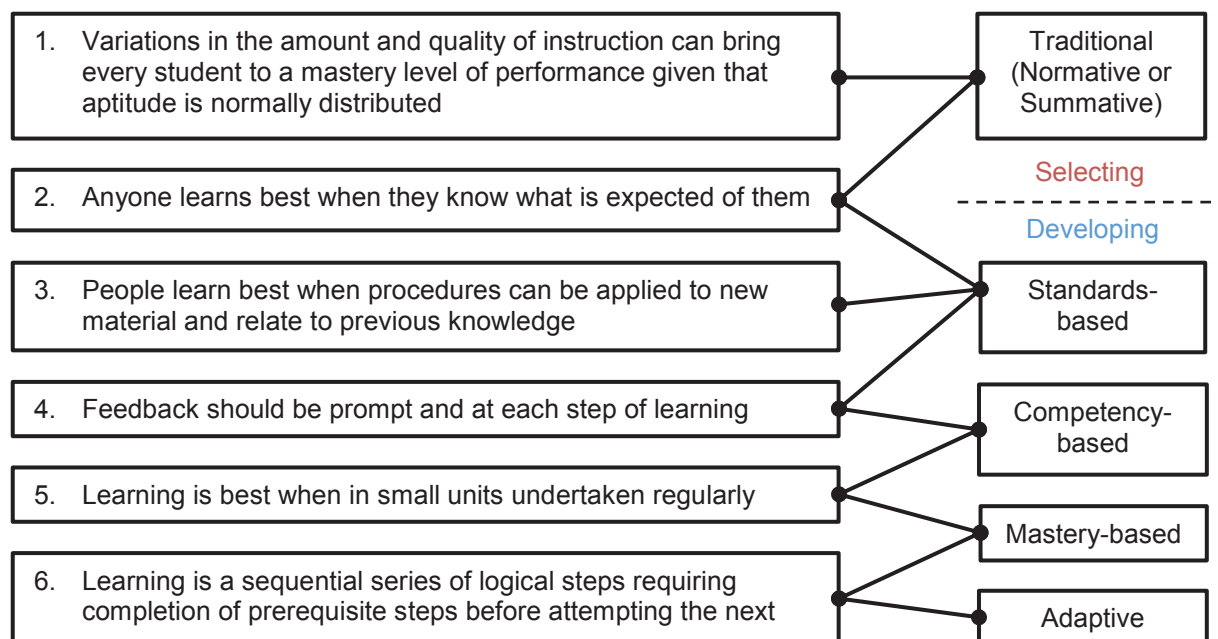 1. Variations in the amount and quality of instruction can bring
every student to a mastery level of performance given that
aptitude is normally distributed
2. Anyone learns best when they know what is expected of them
3. People learn best when procedures can be applied to new
material and relate to previous knowledge
4. Feedback should be prompt and at each step of learning
5. Learning is best when in small units undertaken regularly
6. Learning is a sequential series of logical steps requiring
completion of prerequisite steps before attempting the next
Traditional
(Normative or
Summative)
Selecting
Developing
Standards-
based
Competency-
based
Mastery-based
Adaptive